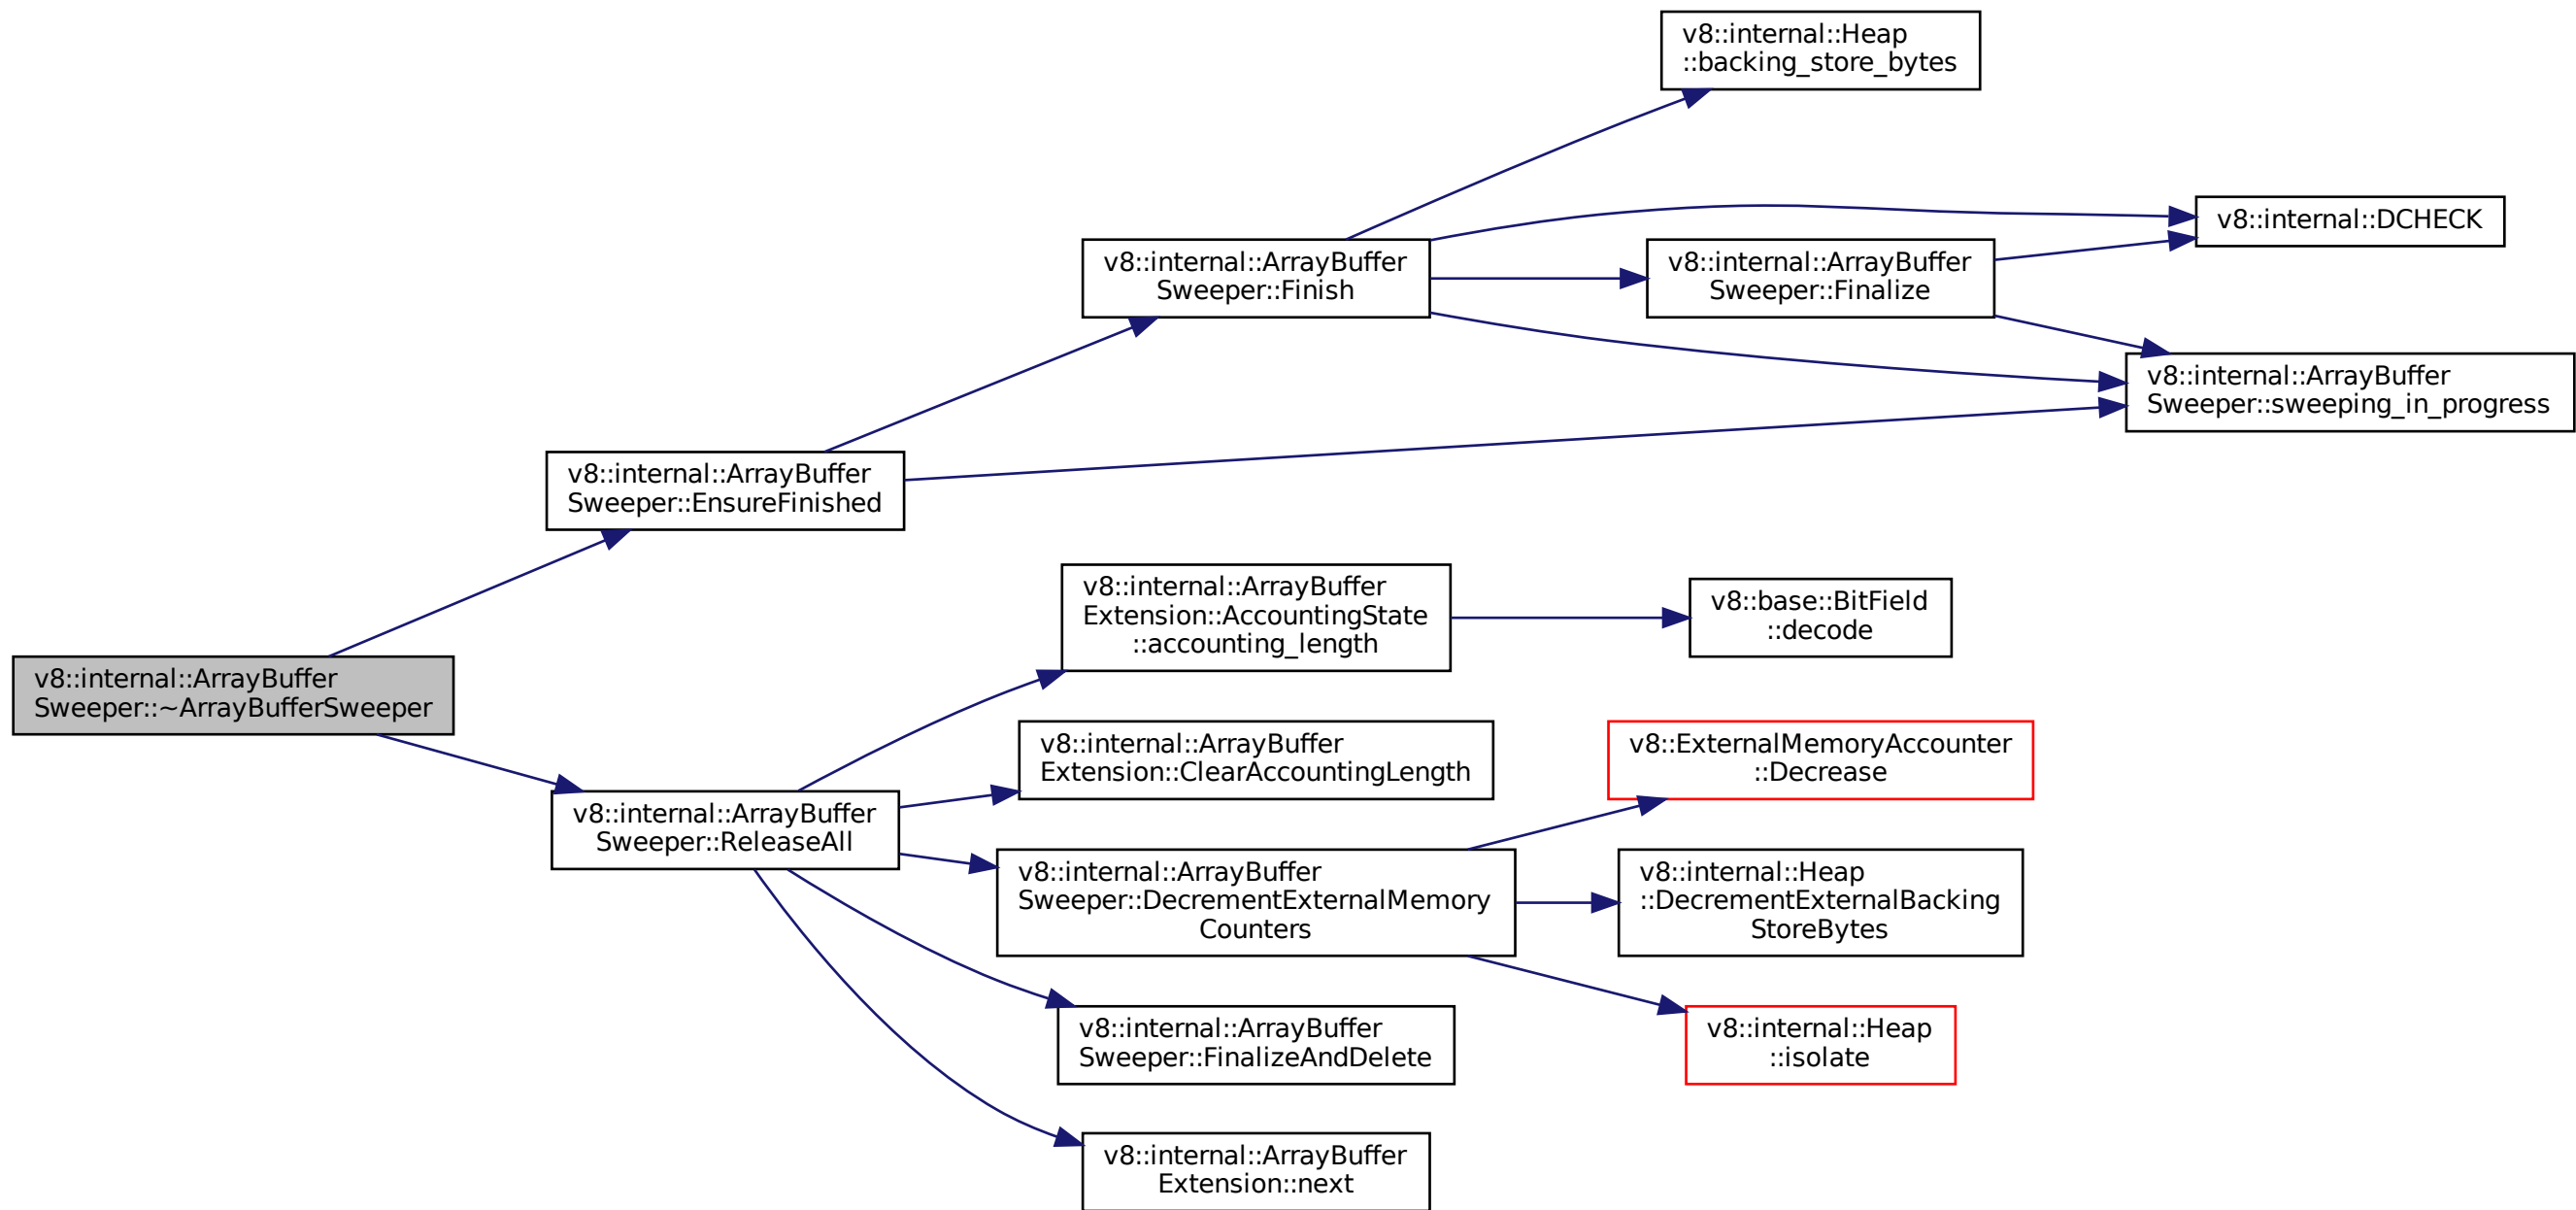 v8::internal::Heap
::backing_store_bytes
v8::internal::DCHECK
v8::internal::ArrayBuffer
Sweeper::Finish
v8::internal::ArrayBuffer
Sweeper::Finalize
v8::internal::ArrayBuffer
Sweeper::sweeping_in_progress
v8::internal::ArrayBuffer
Sweeper::EnsureFinished
v8::internal::ArrayBuffer
Extension::AccountingState
::accounting_length
v8::base::BitField
::decode
v8::internal::ArrayBuffer
Sweeper::~ArrayBufferSweeper
v8::internal::ArrayBuffer
Extension::ClearAccountingLength
v8::ExternalMemoryAccounter
::Decrease
v8::internal::ArrayBuffer
Sweeper::ReleaseAll
v8::internal::ArrayBuffer
Sweeper::DecrementExternalMemory
Counters
v8::internal::Heap
::DecrementExternalBacking
StoreBytes
v8::internal::ArrayBuffer
Sweeper::FinalizeAndDelete
v8::internal::Heap
::isolate
v8::internal::ArrayBuffer
Extension::next